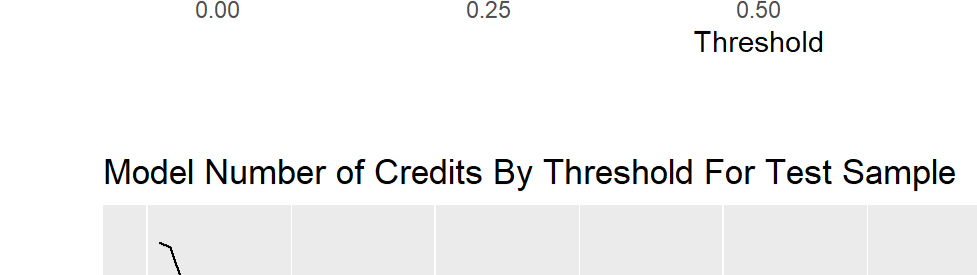 0.00 0.25 0.50
Threshold
Model Number of Credits By Threshold For Test Sample